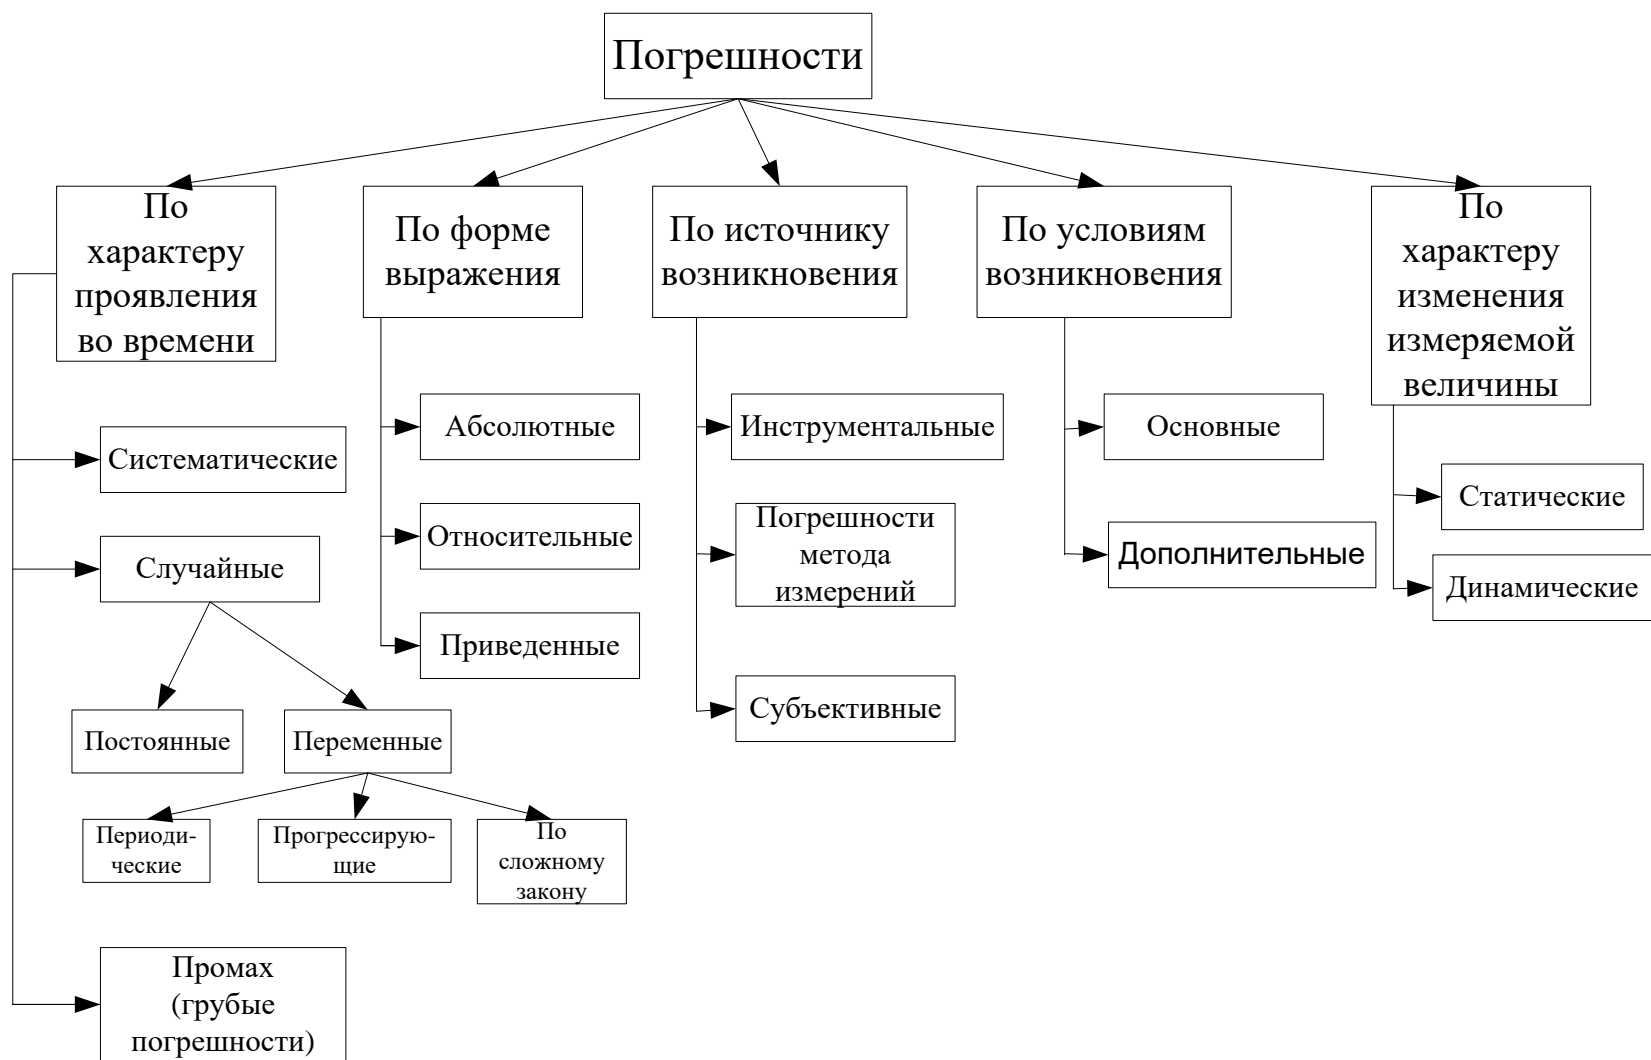 Погрешности
По
характеру
проявления
во времени
По форме
выражения
По источнику
возникновения
По условиям
возникновения
По
характеру
изменения
измеряемой
величины
Систематические
Случайные
Постоянные
Переменные
Периоди-
ческие
Прогрессирую-
щие
По
сложному
закону
Промах
(грубые
погрешности)
Абсолютные
Относительные
Приведенные
Инструментальные
Погрешности
метода
измерений
Субъективные
Основные
Дополнительные
Статические
Динамические